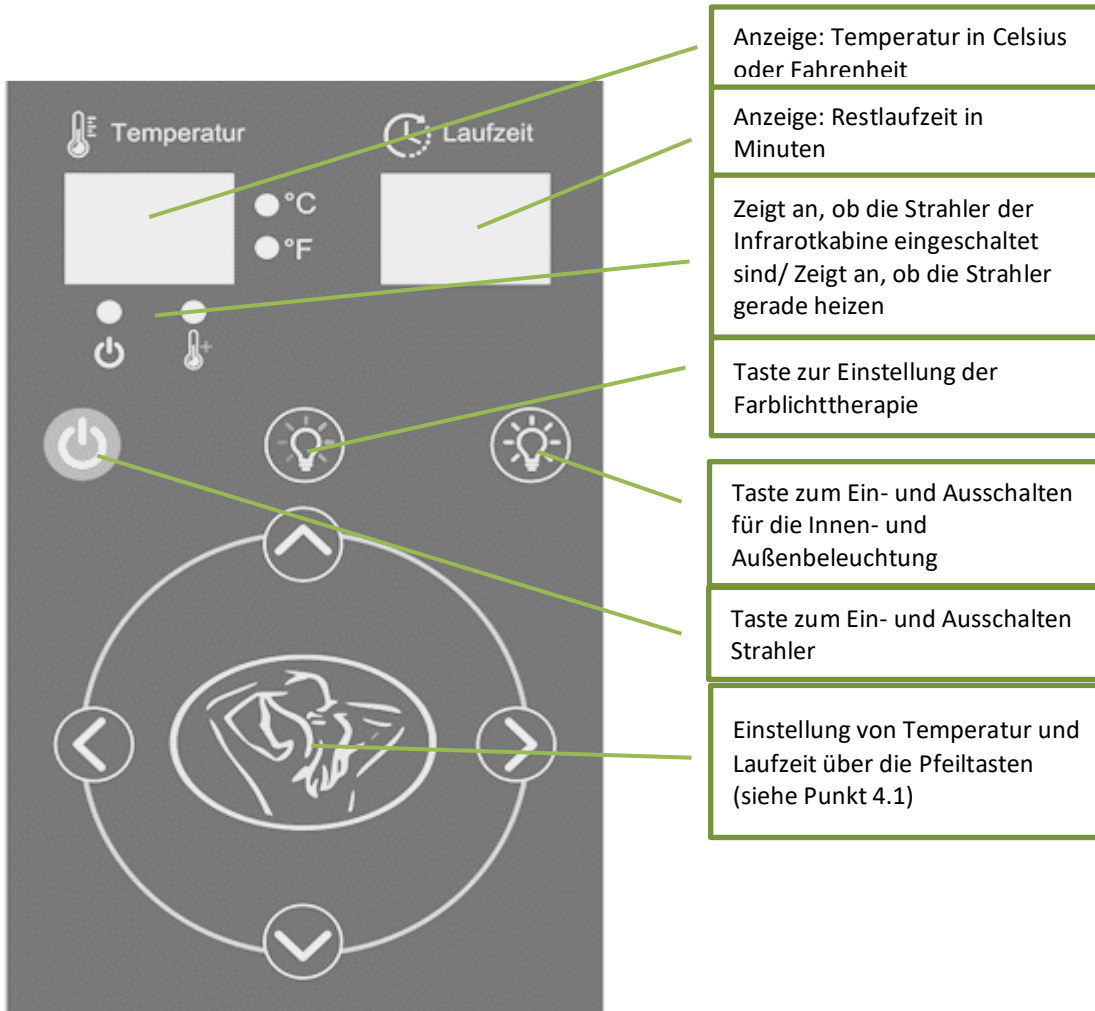 Anzeige: Temperatur in Celsius
oder Fahrenheit
Anzeige: Restlaufzeit in
Minuten
Zeigt an, ob die Strahler der
Infrarotkabine eingeschaltet
sind/ Zeigt an, ob die Strahler
gerade heizen
Taste zur Einstellung der
Farblichttherapie
Taste zum Ein- und Ausschalten
für die Innen- und
Außenbeleuchtung
Taste zum Ein- und Ausschalten
Strahler
Einstellung von Temperatur und
Laufzeit über die Pfeiltasten
(siehe Punkt 4.1)
Temperatur
Laufzeit
°C
°F